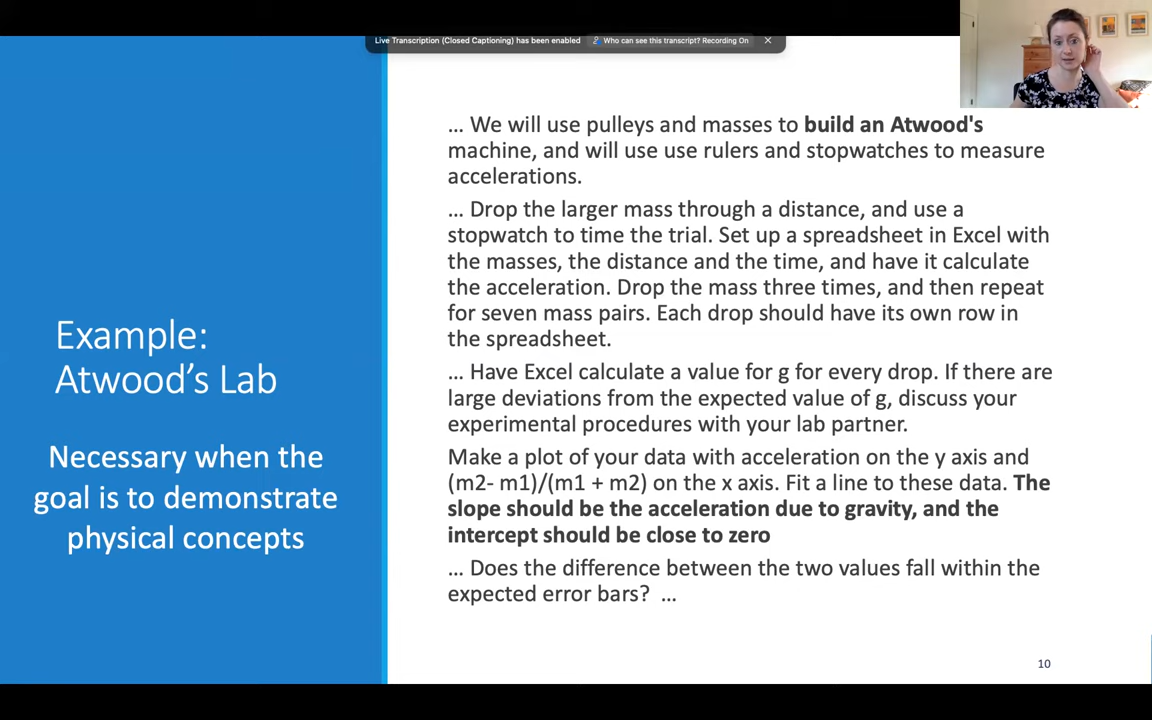 Live Transcription (Closed Captioning) has been enabled
Who can see this transcript? Recording On
Example:
Atwood's Lab
Necessary when the
goal is to demonstrate
physical concepts
… We will use pulleys and masses to build an Atwood's
machine, and will use use rulers and stopwatches to measure
accelerations.
… Drop the larger mass through a distance, and use a
stopwatch to time the trial. Set up a spreadsheet in Excel with
the masses, the distance and the time, and have it calculate
the acceleration. Drop the mass three times, and then repeat
for seven mass pairs. Each drop should have its own row in
the spreadsheet.
… Have Excel calculate a value for g for every drop. If there are
large deviations from the expected value of g, discuss your
experimental procedures with your lab partner.
Make a plot of your data with acceleration on the y axis and
(m2- m1)/(m1 + m2) on the x axis. Fit a line to these data. The
slope should be the acceleration due to gravity, and the
intercept should be close to zero
… Does the difference between the two values fall within the
expected error bars? …
10